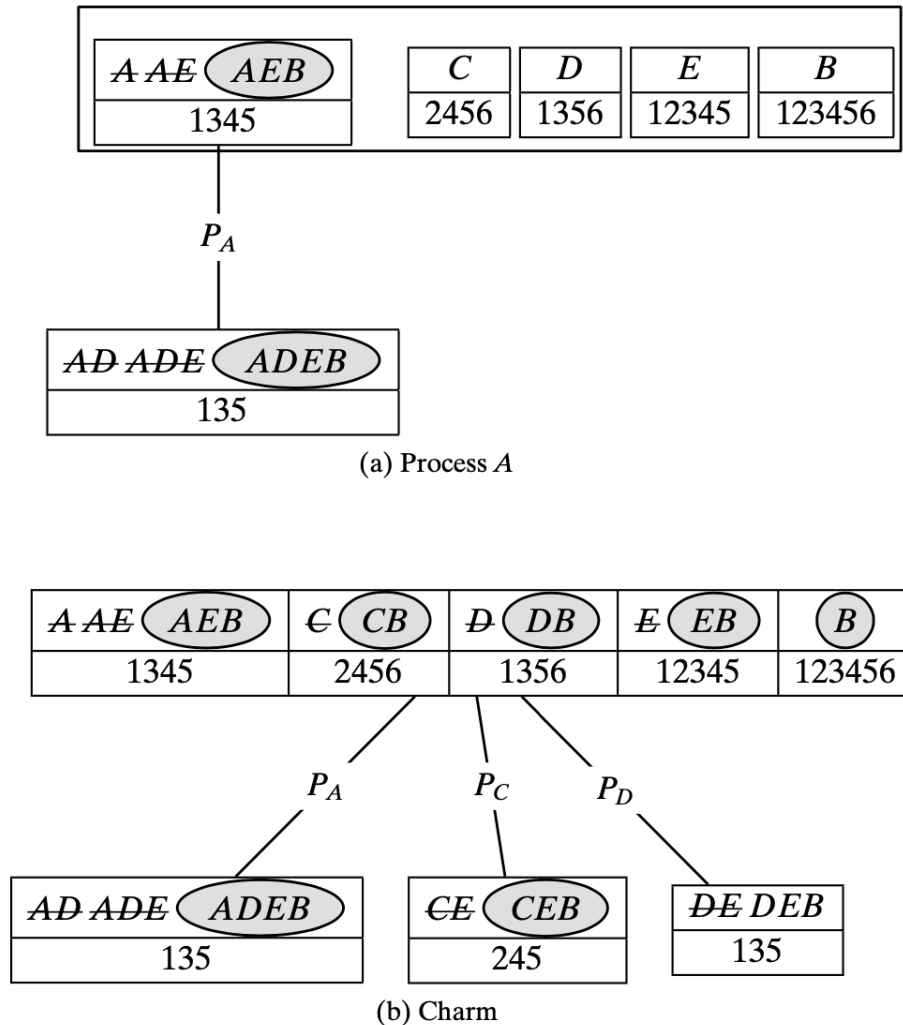 A AE AEB C D E B
1345 2456 1356 12345 123456
P_A
AD ADE ADEB
135
(a) Process A
A AE AEB C CB D DB E EB B
1345 2456 1356 12345 123456
P_A P_C P_D
AD ADE ADEB CE CEB DE DEB
135 245 135
(b) Charm